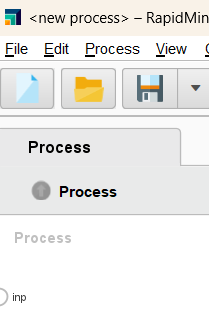 <new process> – RapidMin
File Edit Process View C
Process
Process
Process
inp